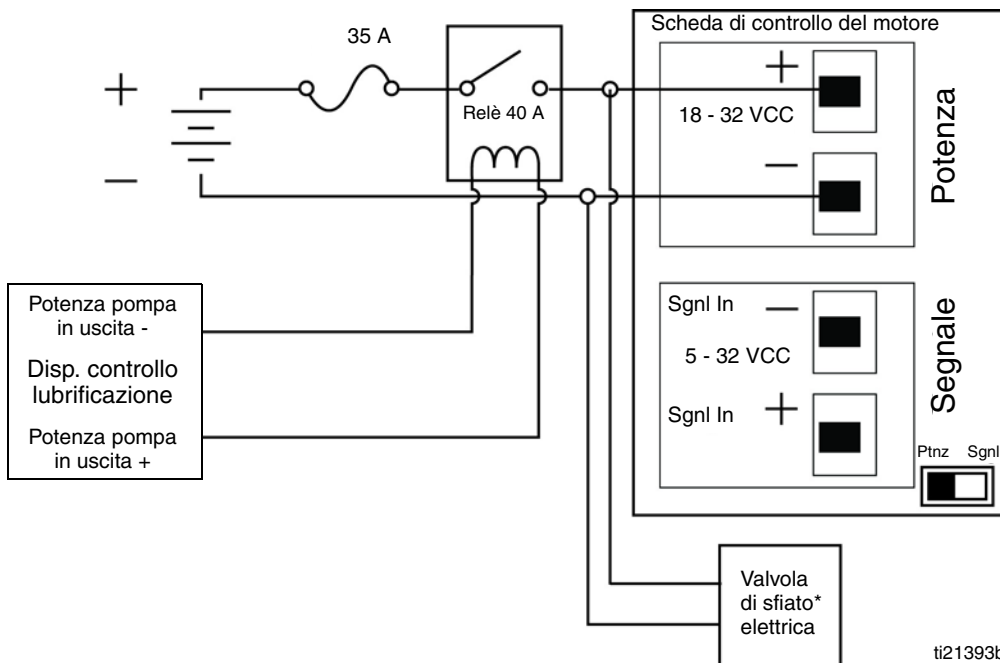 Scheda di controllo del motore
35 A
+
+
Relè 40 A
18 - 32 VCC
Potenza
—
—
Potenza pompa
in uscita -
Disp. controllo
lubrificazione
Potenza pompa
in uscita +
Sgnl In
—
5 - 32 VCC
Segnale
Sgnl In
+
Ptnz
Sgnl
Valvola
di sfiato*
elettrica
ti21393b